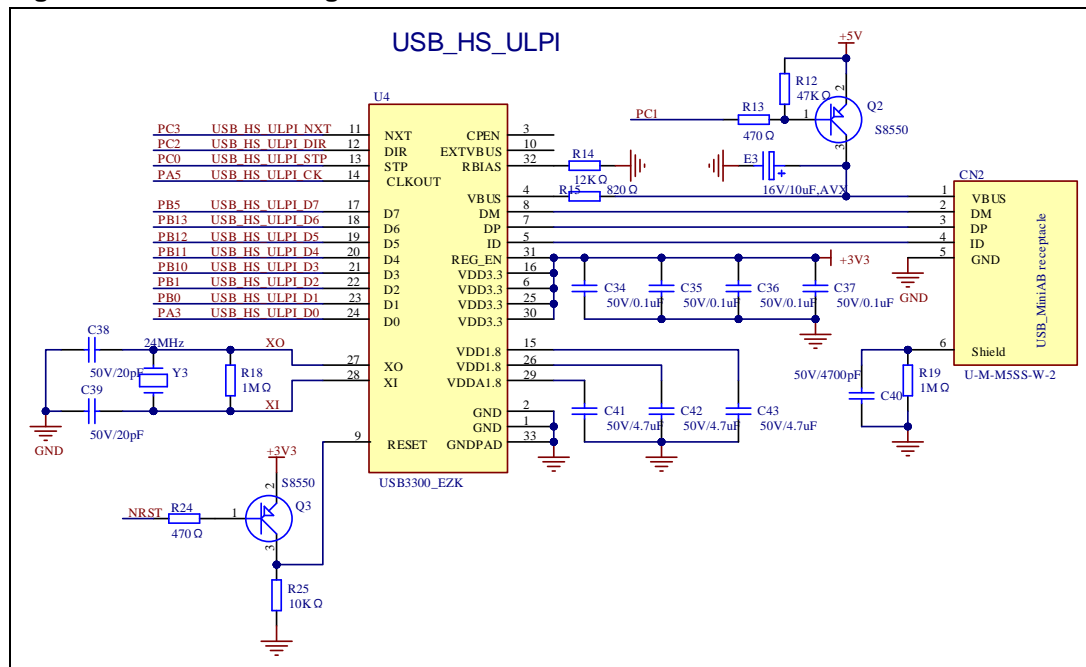 USB_HS_ULPI
+5V
U4
R12
47KΩ
2
Q2
R13
PC1
1
470Ω
S8550
3
PC3 USB_HS_ULPI_NXT 11 NXT CPEN 3
PC2 USB_HS_ULPI_DIR 12 DIR EXTVBUS 10
PC0 USB_HS_ULPI_STP 13 STP RBIAS 32 R14
E3
PA5 USB_HS_ULPI_CK 14 CLKOUT
12KΩ
+
16V/10uF,AVX
CN2
VBUS 4 R15 820Ω 1 VBUS
PB5 USB_HS_ULPI_D7 17 D7 DM 8 2 DM
PB13 USB_HS_ULPI_D6 18 D6 DP 7 3 DP
PB12 USB_HS_ULPI_D5 19 D5 ID 5 4 ID
PB11 USB_HS_ULPI_D4 20 D4 REG_EN 31 +3V3 5 GND
PB10 USB_HS_ULPI_D3 21 D3 VDD3.3 16
PB1 USB_HS_ULPI_D2 22 D2 VDD3.3 6 C34 C35 C36 C37
GND
PB0 USB_HS_ULPI_D1 23 D1 VDD3.3 25 50V/0.1uF 50V/0.1uF 50V/0.1uF 50V/0.1uF
PA3 USB_HS_ULPI_D0 24 D0 VDD3.3 30
USB_MiniAB receptacle
C38
24MHz XO VDD1.8 15 6 Shield
50V/20pF Y3 R18 27 XO VDD1.8 26
1MΩ 28 XI VDDA1.8 29
50V/4700pF R19 U-M-M5SS-W-2
C39 XI
C40 1MΩ
50V/20pF
GND
GND 2 C41 C42 C43
GND 1 50V/4.7uF 50V/4.7uF 50V/4.7uF
9 RESET GNDPAD 33
+3V3
USB3300_EZK
S8550
2
Q3
NRST R24 1
470Ω
3
R25
10KΩ